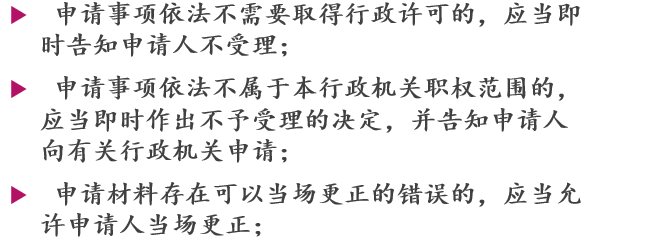 申请事项依法不需要取得行政许可的，应当即
时告知申请人不受理；
申请事项依法不属于本行政机关职权范围的，
应当即时作出不予受理的决定，并告知申请人
向有关行政机关申请；
申请材料存在可以当场更正的错误的，应当允
许申请人当场更正；